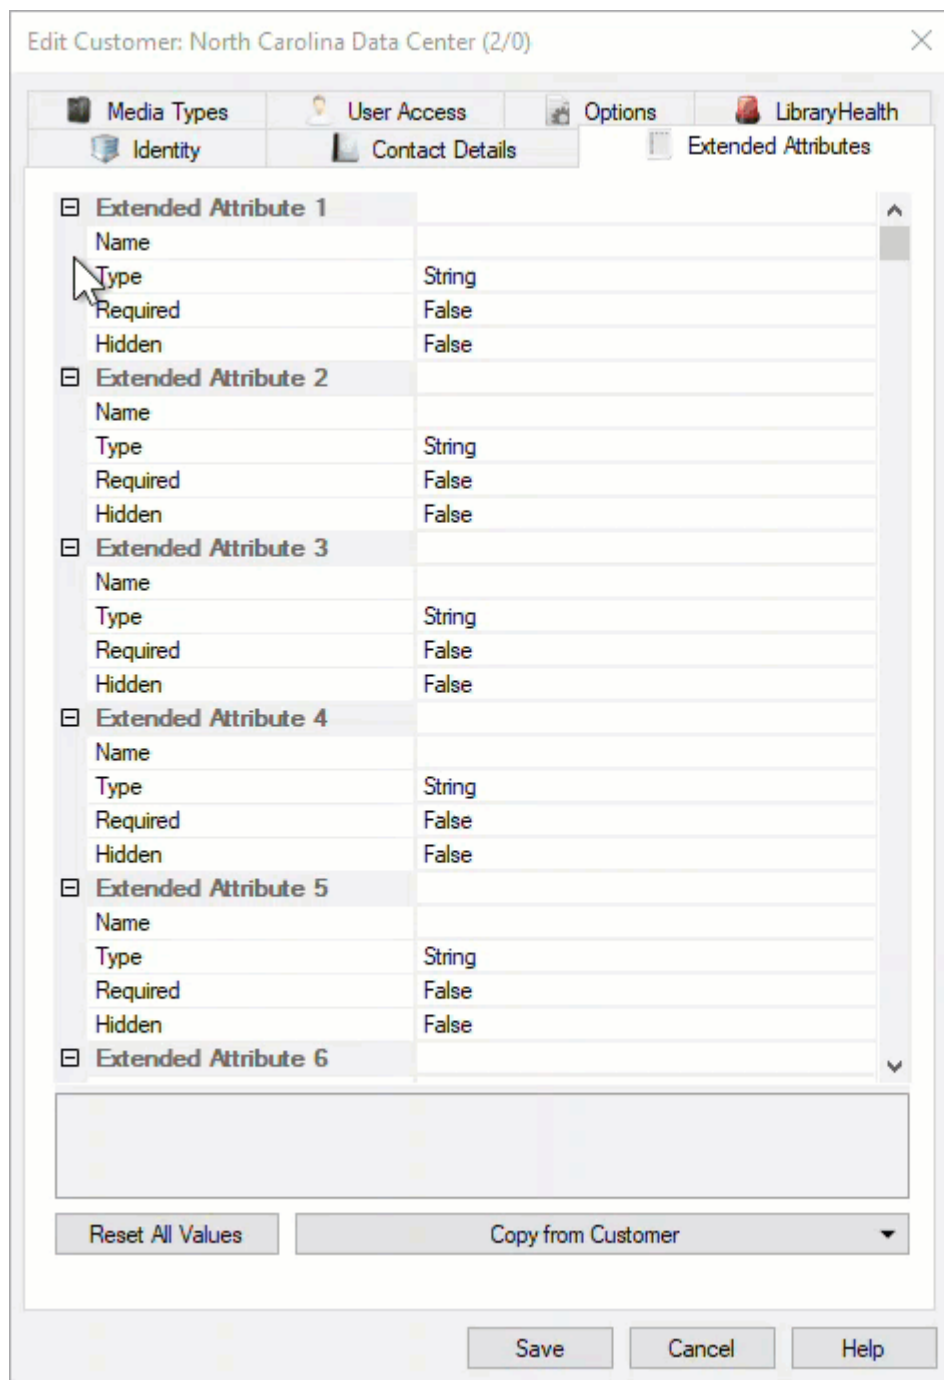 Edit Customer: North Carolina Data Center (2/0)
Media Types User Access Options LibraryHealth
Identity Contact Details Extended Attributes
Extended Attribute 1
Name
Type String
Required False
Hidden False
Extended Attribute 2
Name
Type String
Required False
Hidden False
Extended Attribute 3
Name
Type String
Required False
Hidden False
Extended Attribute 4
Name
Type String
Required False
Hidden False
Extended Attribute 5
Name
Type String
Required False
Hidden False
Extended Attribute 6
Reset All Values Copy from Customer
Save Cancel Help